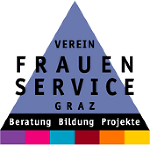 VEREIN
FRAUEN
SERVICE
GRAZ
Beratung Bildung Projekte